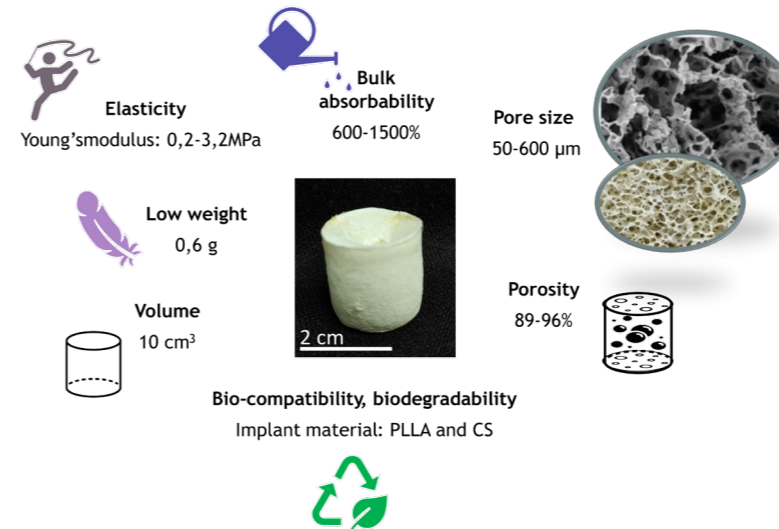 Elasticity
Young'smodulus: 0,2-3,2MPa
Bulk
absorbability
600-1500%
Pore size
50-600 µm
Low weight
0,6 g
Volume
10 cm³
2 cm
Porosity
89-96%
Bio-compatibility, biodegradability
Implant material: PLLA and CS